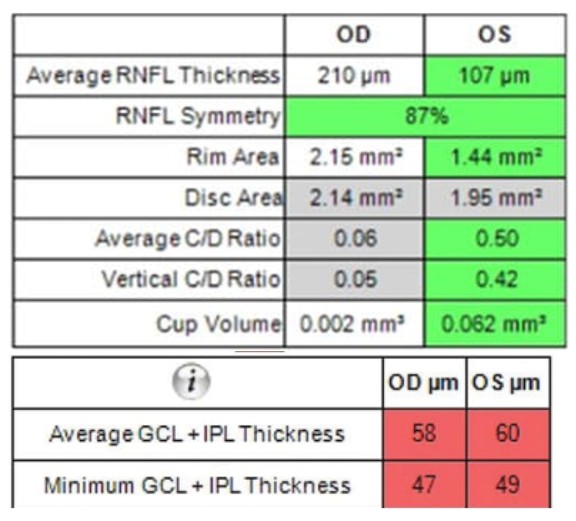 OD OS
Average RNFL Thickness 210 µm 107 µm
RNFL Symmetry 87%
Rim Area 2.15 mm² 1.44 mm²
Disc Area 2.14 mm² 1.95 mm²
Average C/D Ratio 0.06 0.50
Vertical C/D Ratio 0.05 0.42
Cup Volume 0.002 mm³ 0.062 mm³
i OD µm OS µm
Average GCL + IPL Thickness 58 60
Minimum GCL + IPL Thickness 47 49